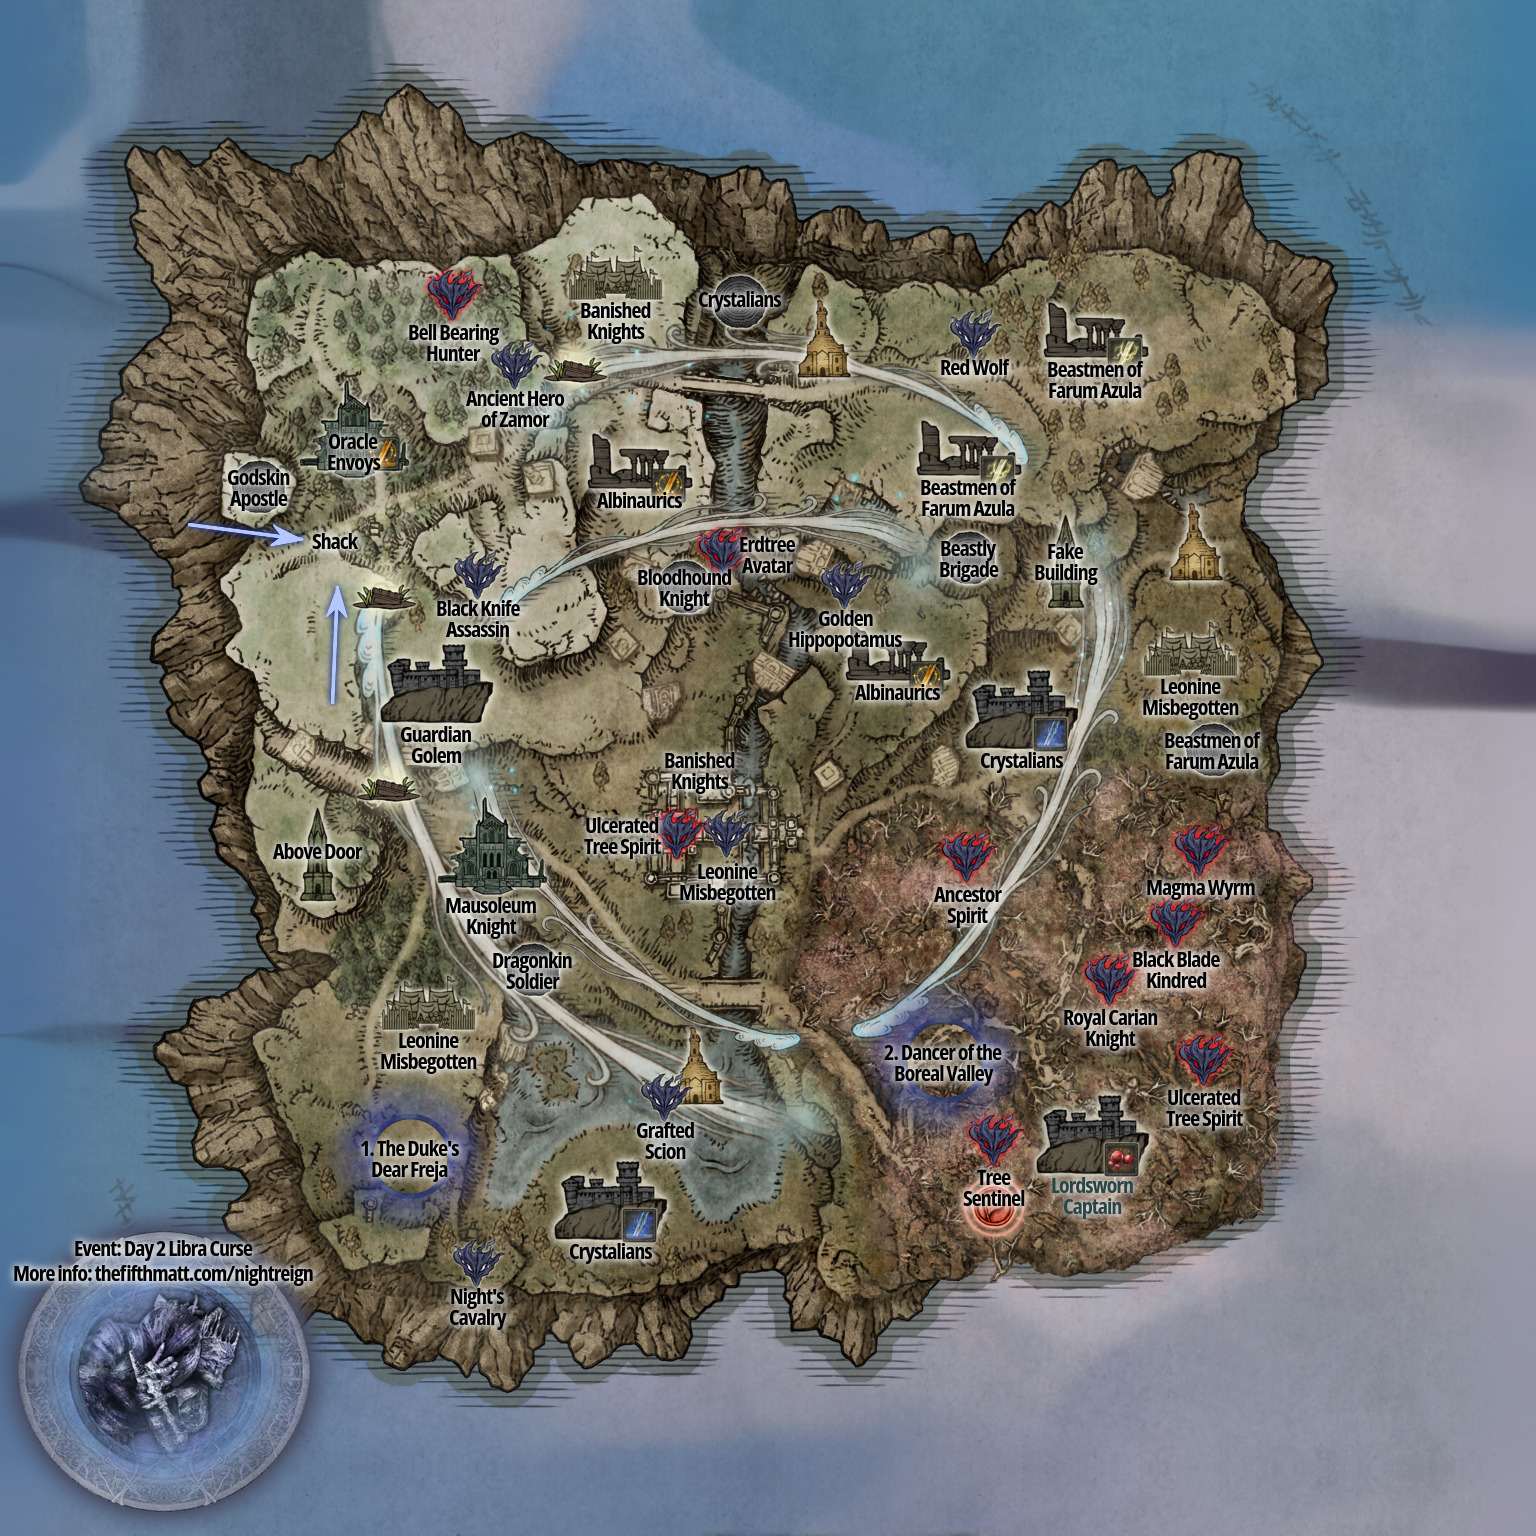 Crystalians
Banished
Knights
Bell Bearing
Hunter
Red Wolf
Beastmen of
Farum Azula
Ancient Hero
of Zamor
Oracle
Envoys
Godskin
Apostle
Albinaurics
Beastmen of
Farum Azula
Shack
Erdtree
Avatar
Beastly
Brigade
Fake
Building
Bloodhound
Knight
Black Knife
Assassin
Golden
Hippopotamus
Albinaurics
Leonine
Misbegotten
Guardian
Golem
Crystalians
Beastmen of
Farum Azula
Banished
Knights
Ulcerated
Tree Spirit
Above Door
Leonine
Misbegotten
Magma Wyrm
Ancestor
Spirit
Mausoleum
Knight
Black Blade
Kindred
Dragonkin
Soldier
Royal Carian
Knight
Leonine
Misbegotten
2. Dancer of the
Boreal Valley
Ulcerated
Tree Spirit
Grafted
Scion
1. The Duke's
Dear Freja
Tree
Sentinel
Lordsworn
Captain
Crystalians
Event: Day 2 Libra Curse
More info: thefifthmatt.com/nightreign
Night's
Cavalry